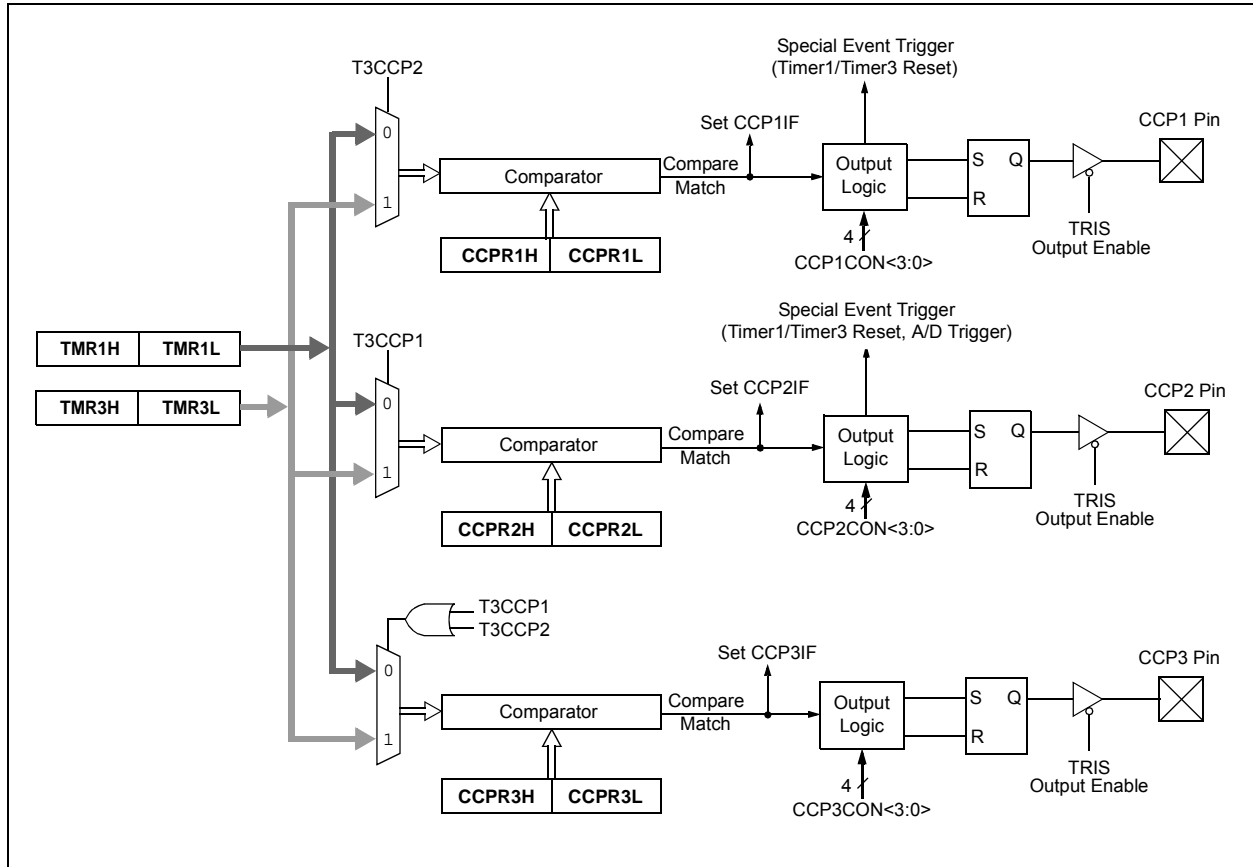 Special Event Trigger
(Timer1/Timer3 Reset)
T3CCP2
Set CCP1IF
CCP1 Pin
0
1
Comparator
Compare
Match
Output
Logic
S Q
R
TRIS
Output Enable
CCPR1H CCPR1L
4
CCP1CON<3:0>
TMR1H TMR1L
TMR3H TMR3L
Special Event Trigger
(Timer1/Timer3 Reset, A/D Trigger)
T3CCP1
Set CCP2IF
CCP2 Pin
0
1
Comparator
Compare
Match
Output
Logic
S Q
R
TRIS
Output Enable
CCPR2H CCPR2L
4
CCP2CON<3:0>
T3CCP1
T3CCP2
Set CCP3IF
CCP3 Pin
0
1
Comparator
Compare
Match
Output
Logic
S Q
R
TRIS
Output Enable
CCPR3H CCPR3L
4
CCP3CON<3:0>